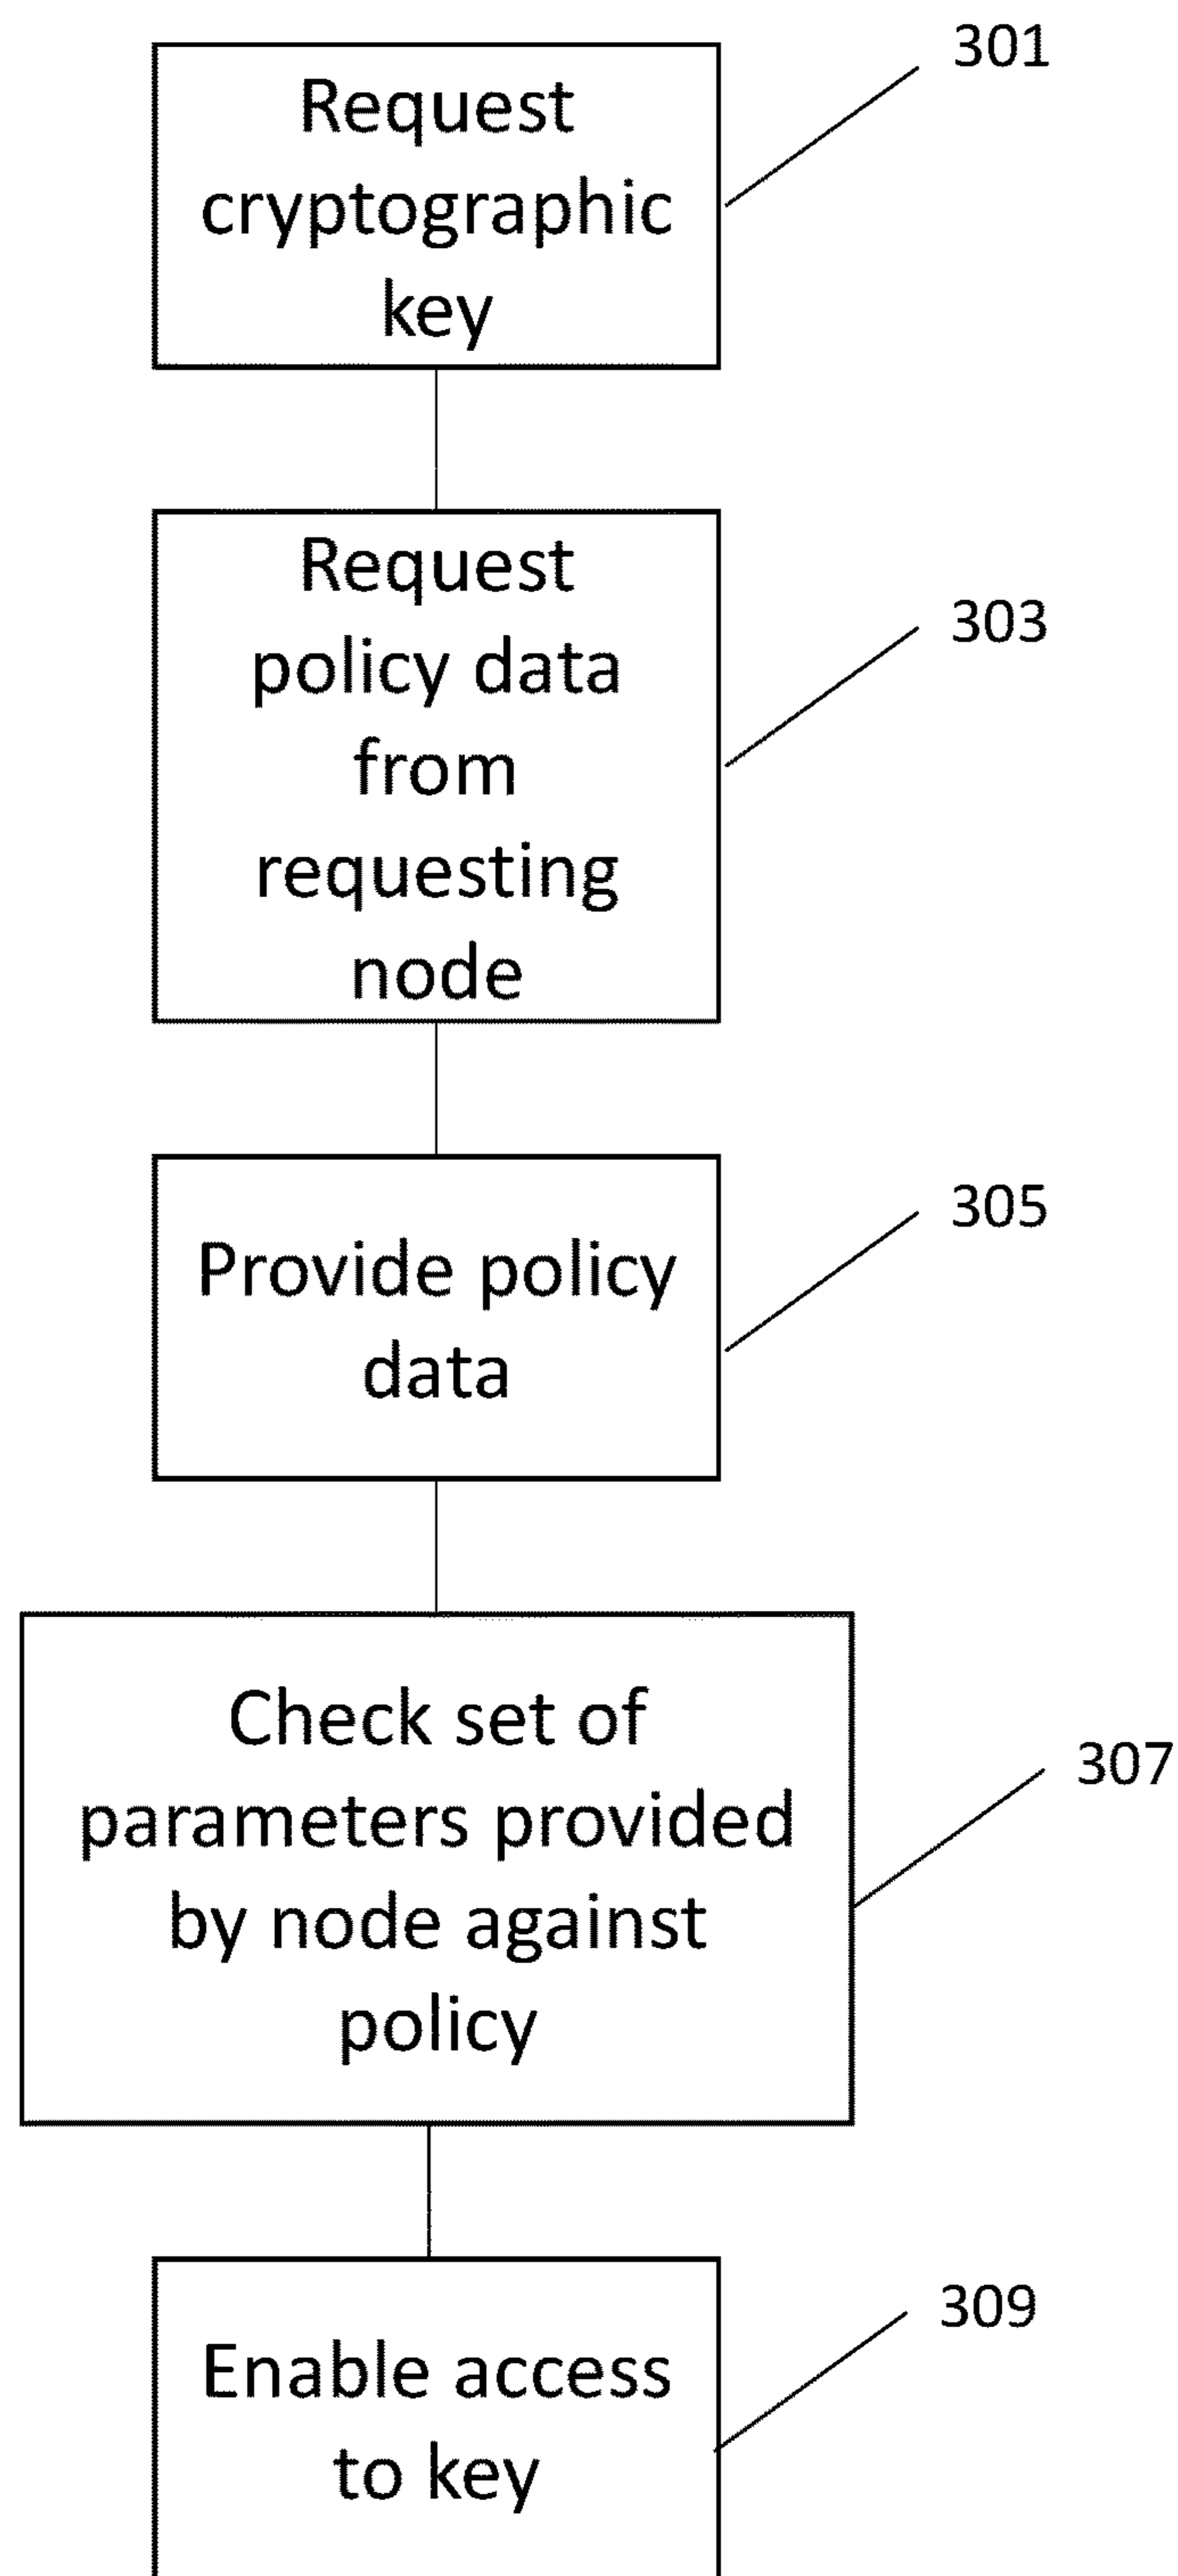 Request
cryptographic
key
301
Request
policy data
from
requesting
node
303
Provide policy
data
305
Check set of
parameters provided
by node against
policy
307
Enable access
to key
309